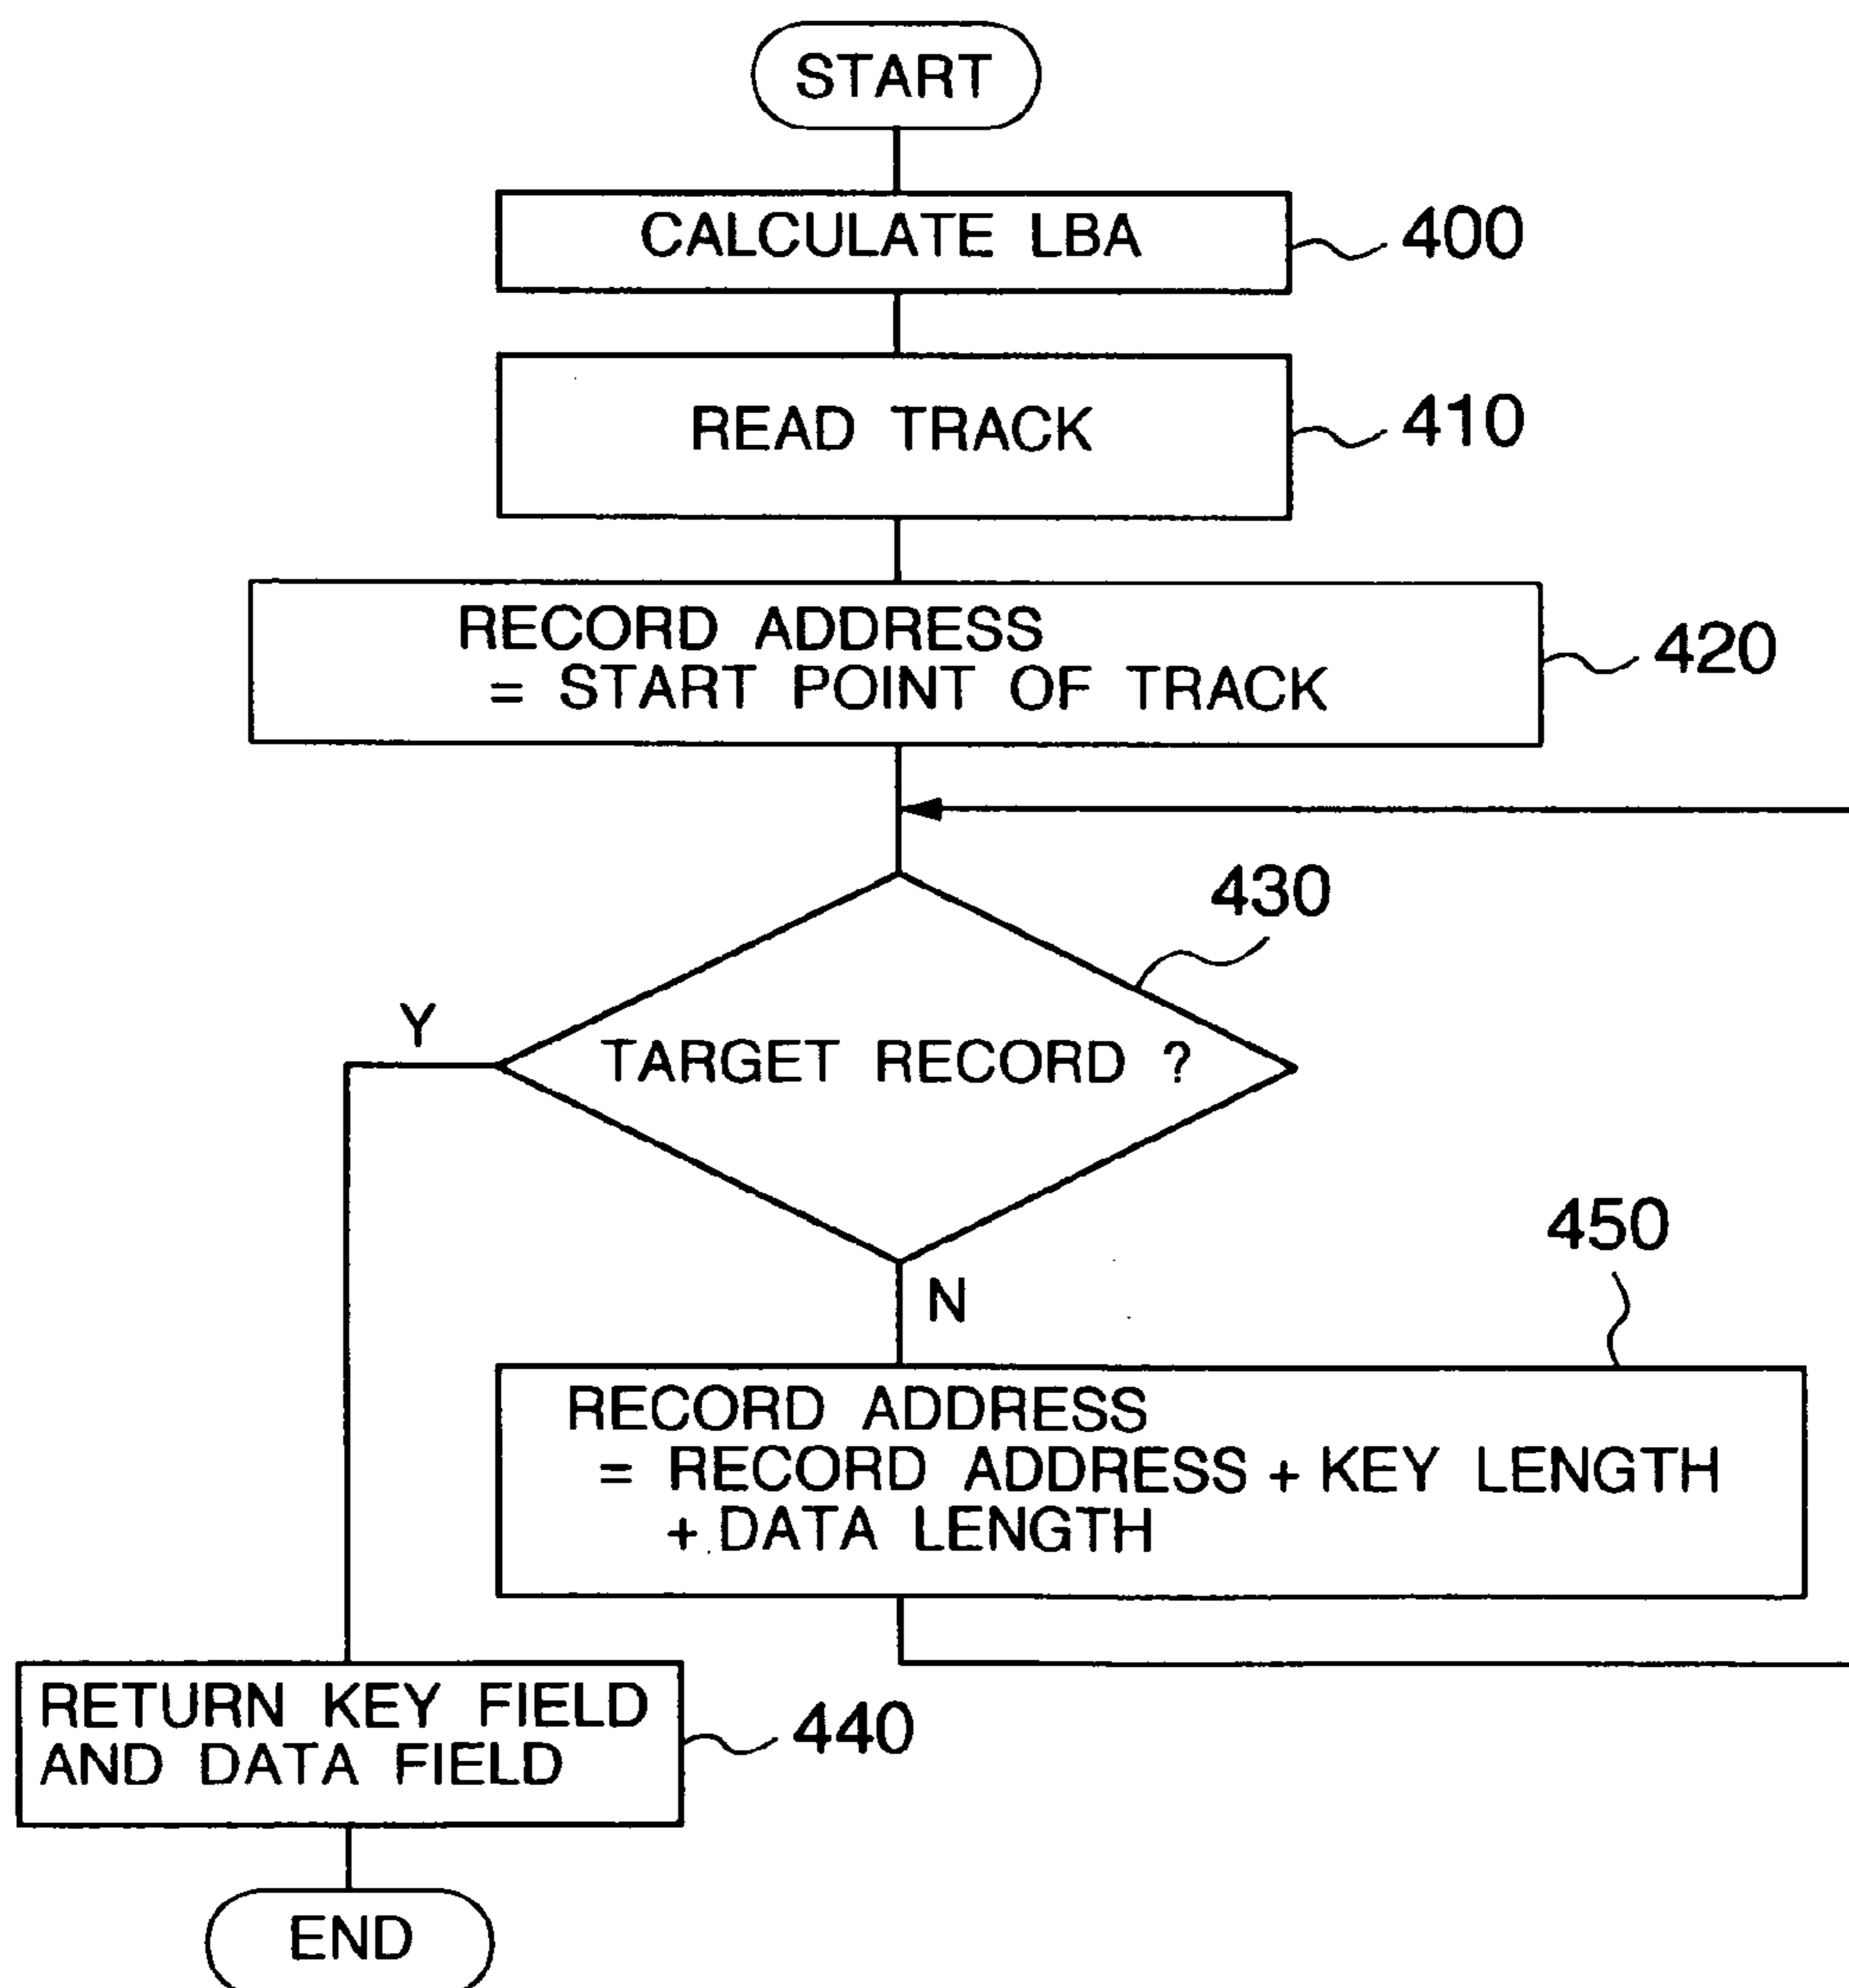 START
CALCULATE LBA
400
READ TRACK
410
RECORD ADDRESS
= START POINT OF TRACK
420
430
Y
TARGET RECORD ?
N
450
RECORD ADDRESS
= RECORD ADDRESS + KEY LENGTH
+ DATA LENGTH
RETURN KEY FIELD
AND DATA FIELD
440
END